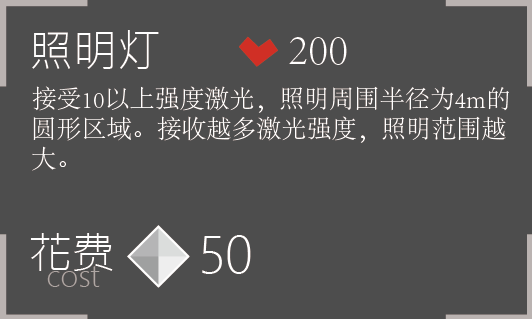 照明灯 200
接受10以上强度激光，照明周围半径为4m的
圆形区域。接收越多激光强度，照明范围越
大。
花费 50
cost